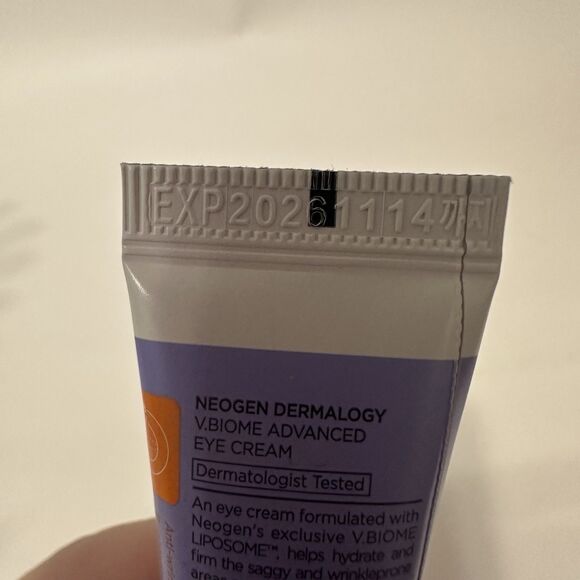 EXP20261114까지
NEOGEN DERMALOGY
V.BIOME ADVANCED
EYE CREAM
Dermatologist Tested
An eye cream formulated with
Neogen's exclusive V.BIOME
LIPOSOME™, helps hydrate and
firm the saggy and wrinkleprone
areas